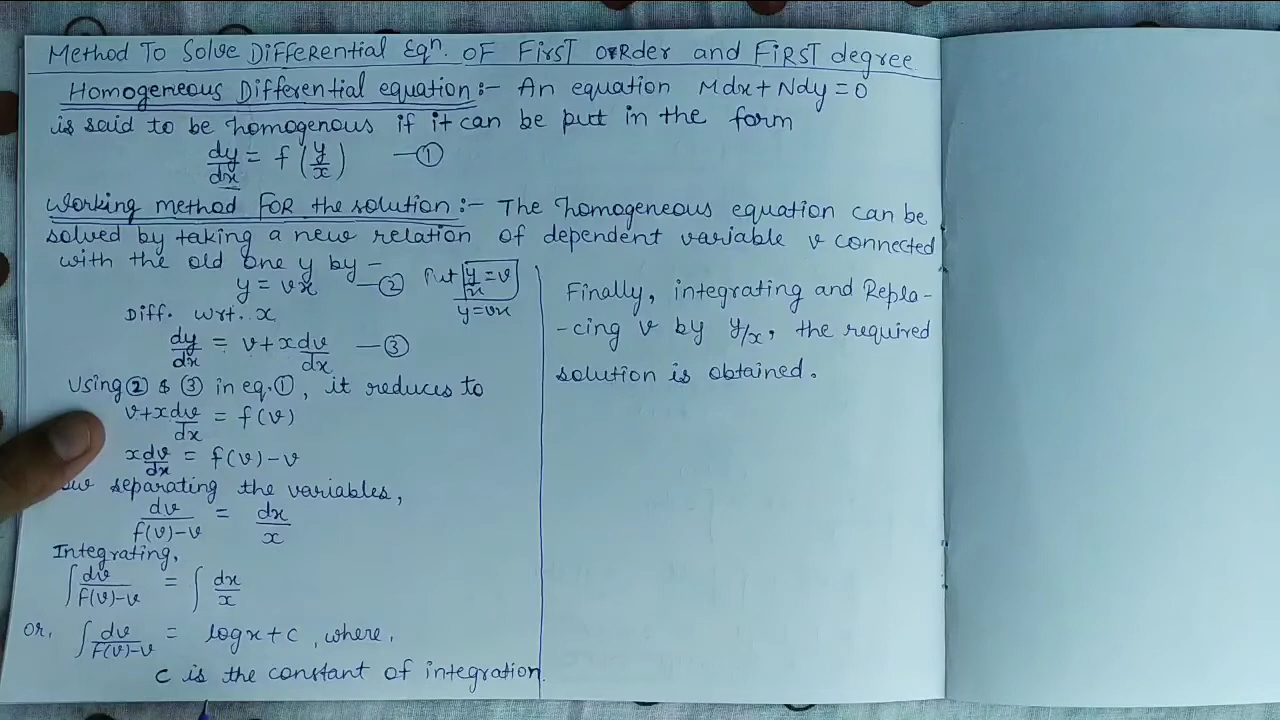 Method To Solve Differential Eqn. OF First oRder and FiRST degree
Homogeneous Differential equation:- An equation Mdx + Ndy = 0
is said to be homogenous if it can be put in the form
dy/dx = f(y/x) —①
Working method FOR the solution:- The homogeneous equation can be
solved by taking a new relation of dependent variable v connected
with the old one y by -
y = vx —② Put y/x = v
y = vx
Diff. wrt. x
dy/dx = v + x dv/dx —③
Using ② & ③ in eq. ①, it reduces to
v + x dv/dx = f(v)
x dv/dx = f(v) - v
separating the variables,
dv/f(v)-v = dx/x
Integrating,
∫ dv/f(v)-v = ∫ dx/x
or, ∫ dv/f(v)-v = log x + c, where,
c is the constant of integration.
Finally, integrating and Repla-
-cing v by y/x, the required
solution is obtained.